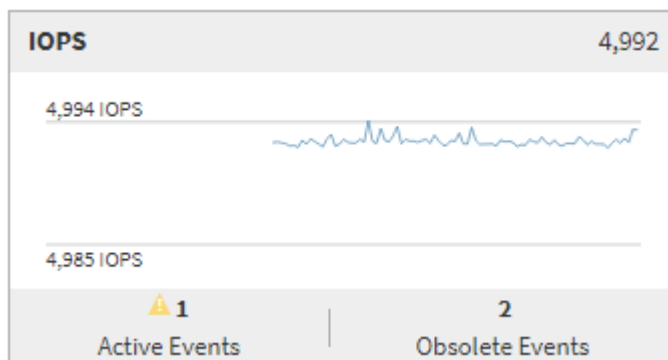 IOPS 4,992
4,994 IOPS
4,985 IOPS
1 2
Active Events Obsolete Events